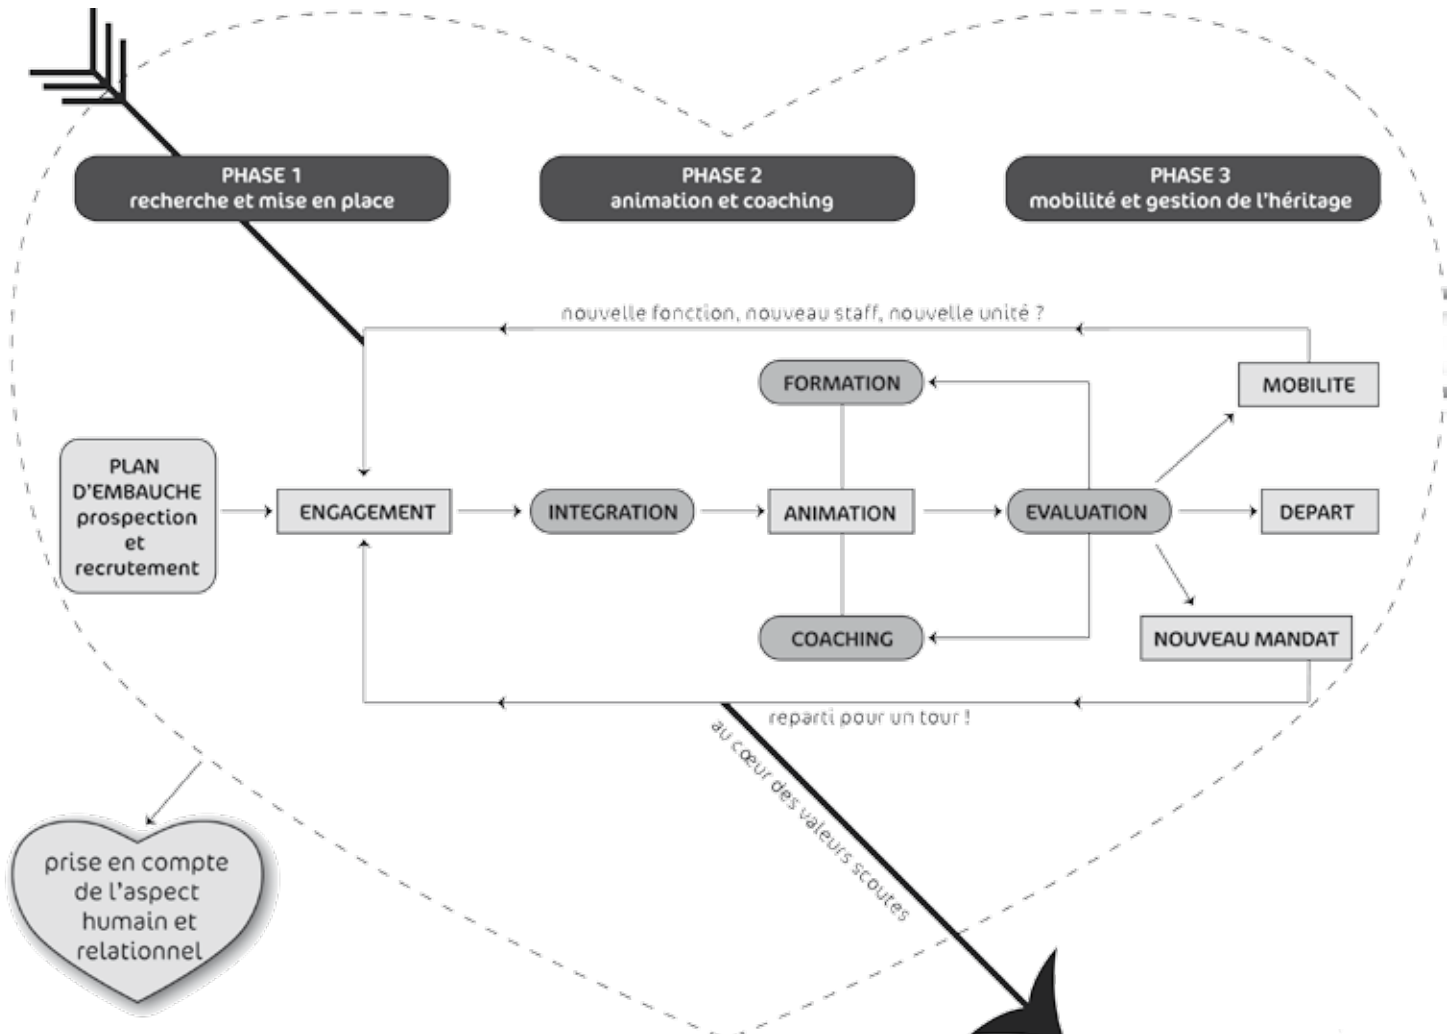 PHASE 1
recherche et mise en place
PHASE 2
animation et coaching
PHASE 3
mobilité et gestion de l'héritage
nouvelle fonction, nouveau staff, nouvelle unité ?
FORMATION
MOBILITE
PLAN
D'EMBAUCHE
prospection
et
recrutement
ENGAGEMENT
INTEGRATION
ANIMATION
EVALUATION
DEPART
COACHING
NOUVEAU MANDAT
reparti pour un tour !
au cœur des valeurs scoutes
prise en compte
de l'aspect
humain et
relationnel